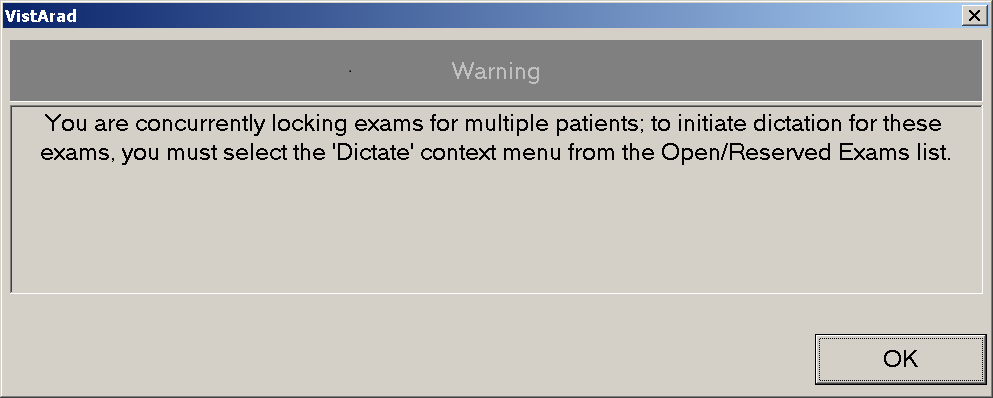 VistArad
Warning
You are concurrently locking exams for multiple patients; to initiate dictation for these
exams, you must select the 'Dictate' context menu from the Open/Reserved Exams list.
OK